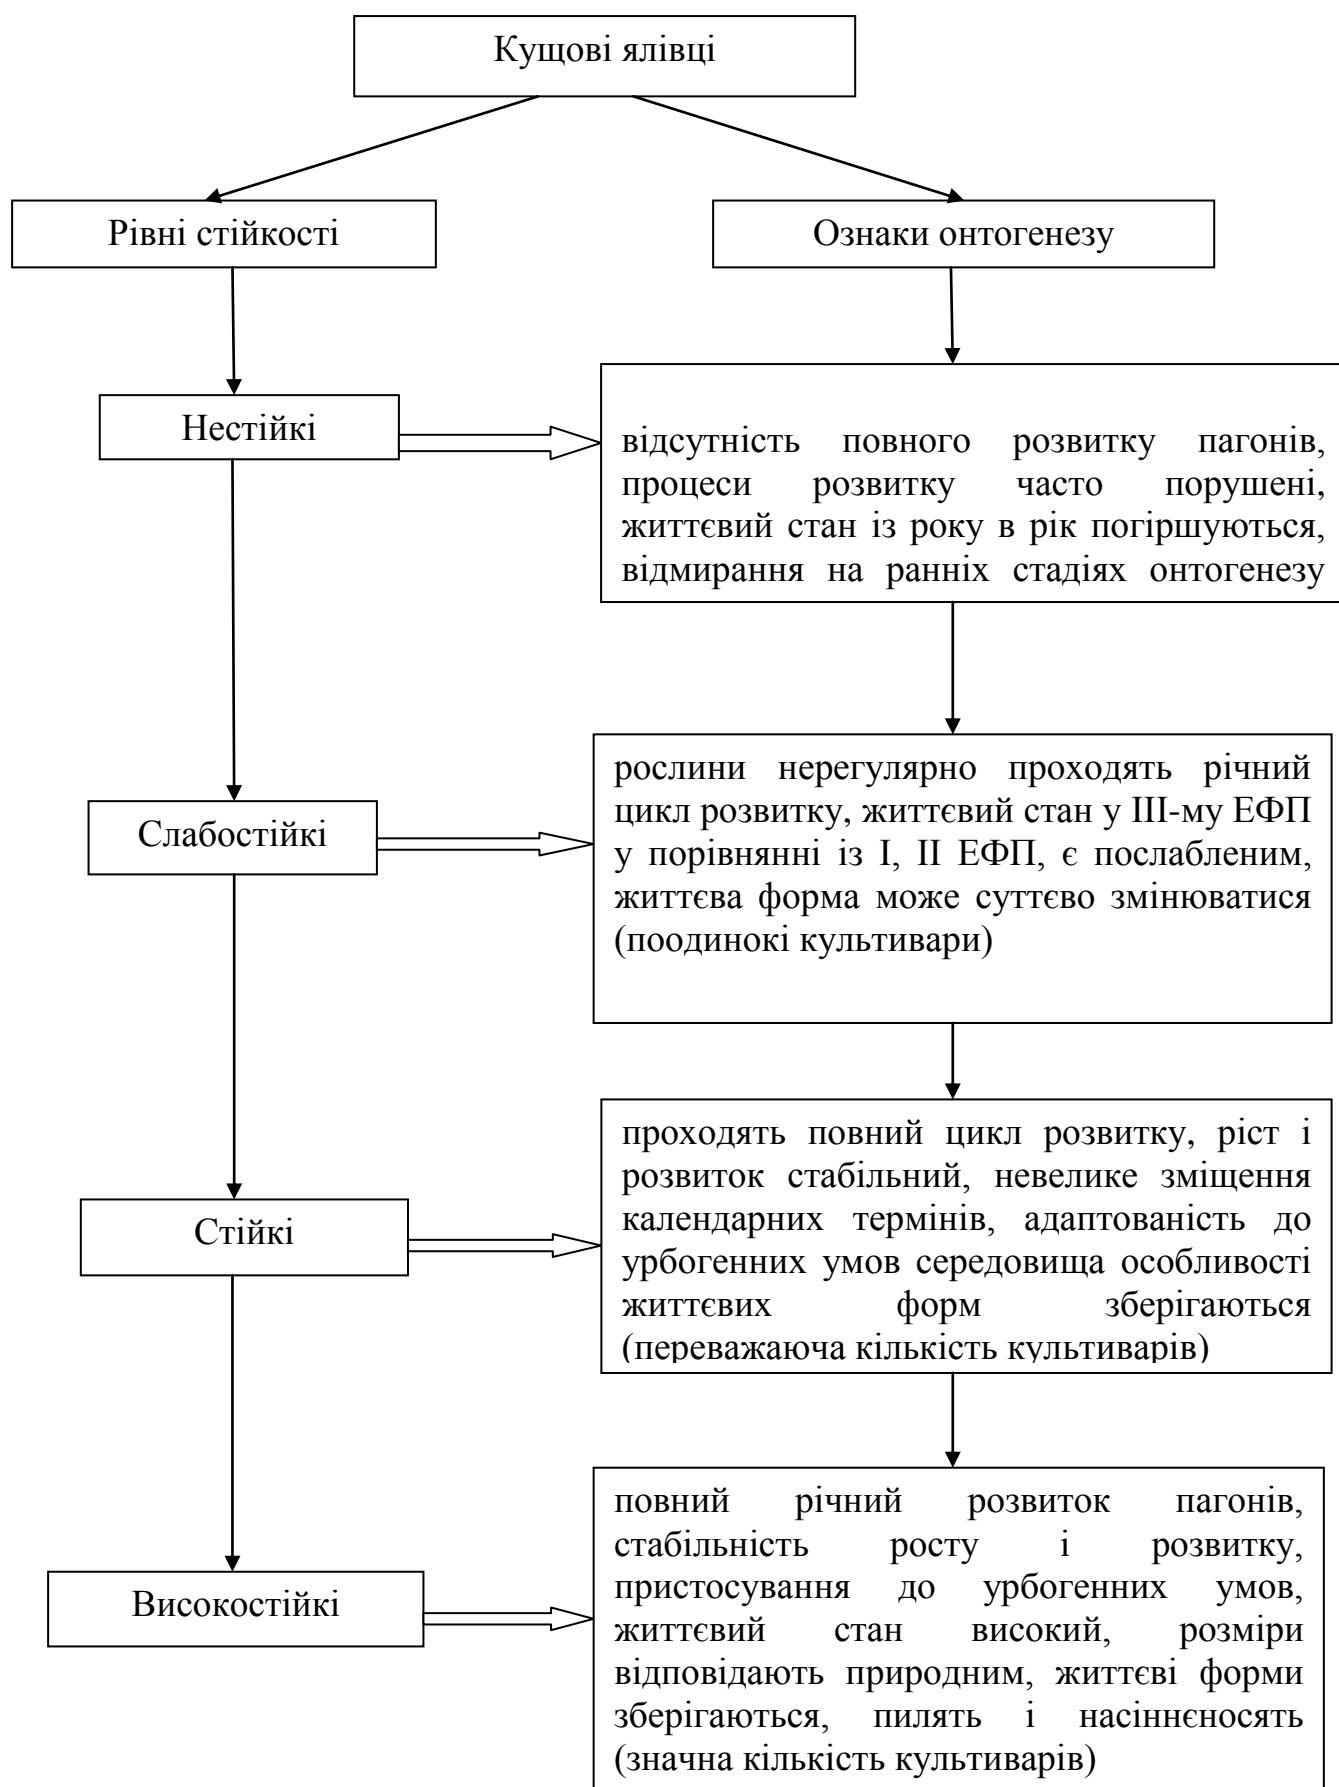 Кущові ялівці
Рівні стійкості
Ознаки онтогенезу
Нестійкі
відсутність повного розвитку пагонів,
процеси розвитку часто порушені,
життєвий стан із року в рік погіршуються,
відмирання на ранніх стадіях онтогенезу
Слабостійкі
рослини нерегулярно проходять річний
цикл розвитку, життєвий стан у ІІІ-му ЕФП
у порівнянні із І, ІІ ЕФП, є послабленим,
життєва форма може суттєво змінюватися
(поодинокі культивари)
Стійкі
проходять повний цикл розвитку, ріст і
розвиток стабільний, невелике зміщення
календарних термінів, адаптованість до
урбогенних умов середовища особливості
життєвих форм зберігаються
(переважаюча кількість культиварів)
Високостійкі
повний річний розвиток пагонів,
стабільність росту і розвитку,
пристосування до урбогенних умов,
життєвий стан високий, розміри
відповідають природним, життєві форми
зберігаються, пилять і насіннєносять
(значна кількість культиварів)